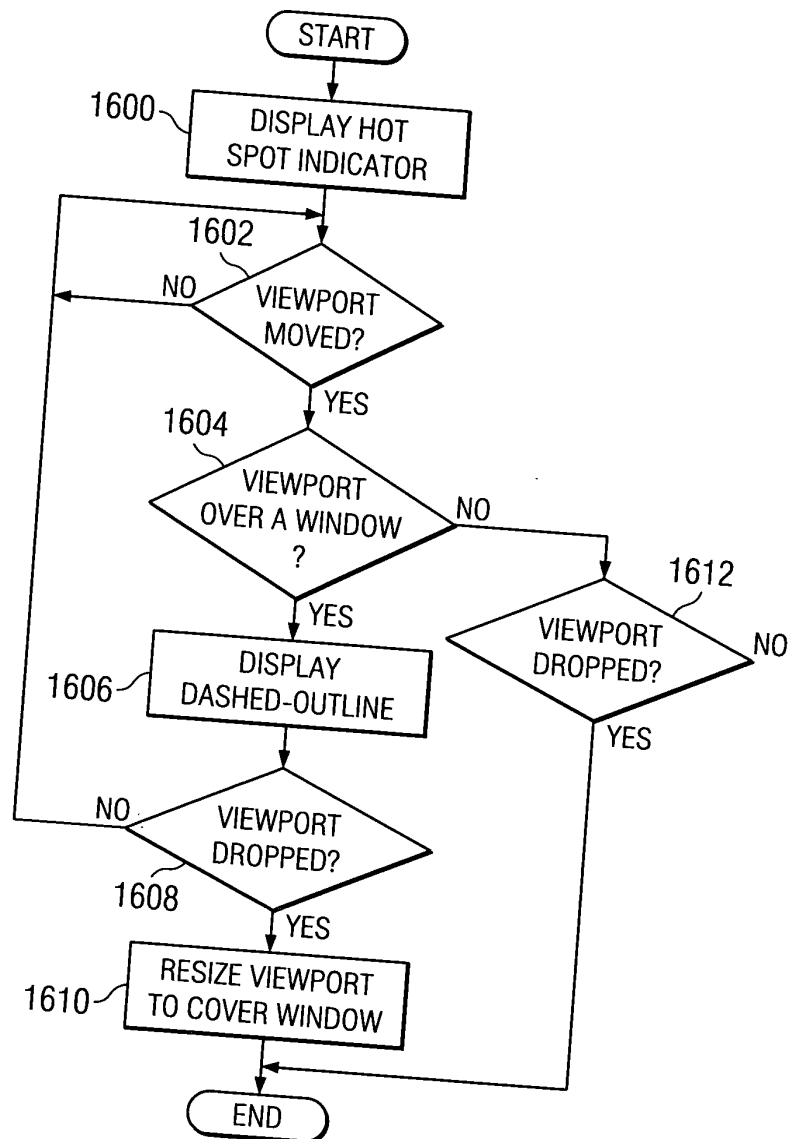 START
1600
DISPLAY HOT
SPOT INDICATOR
1602
NO
VIEWPORT
MOVED?
YES
1604
VIEWPORT
OVER A WINDOW
?
NO
YES
1612
VIEWPORT
DROPPED?
NO
YES
1606
DISPLAY
DASHED-OUTLINE
NO
VIEWPORT
DROPPED?
1608
YES
1610
RESIZE VIEWPORT
TO COVER WINDOW
END